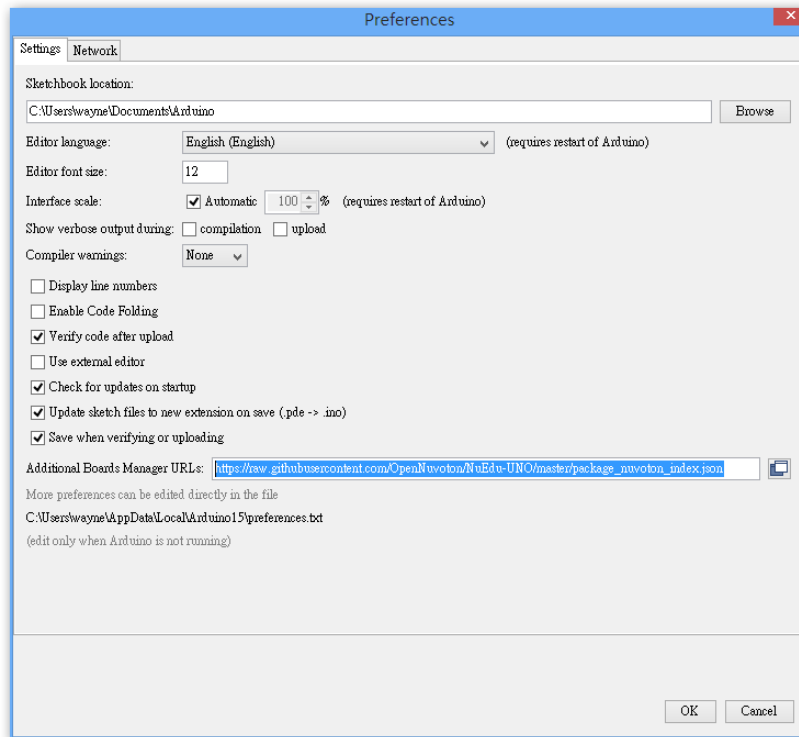 Preferences
Settings Network
Sketchbook location:
C:\Users\wayne\Documents\Arduino Browse
Editor language: English (English) (requires restart of Arduino)
Editor font size: 12
Interface scale: Automatic 100 % (requires restart of Arduino)
Show verbose output during: compilation upload
Compiler warnings: None
Display line numbers
Enable Code Folding
Verify code after upload
Use external editor
Check for updates on startup
Update sketch files to new extension on save (.pde -> .ino)
Save when verifying or uploading
Additional Boards Manager URLs: https://raw.githubusercontent.com/OpenNuvoton/NuEdu-UNO/master/package_nuvoton_index.json
More preferences can be edited directly in the file
C:\Users\wayne\AppData\Local\Arduino15\preferences.txt
(edit only when Arduino is not running)
OK Cancel